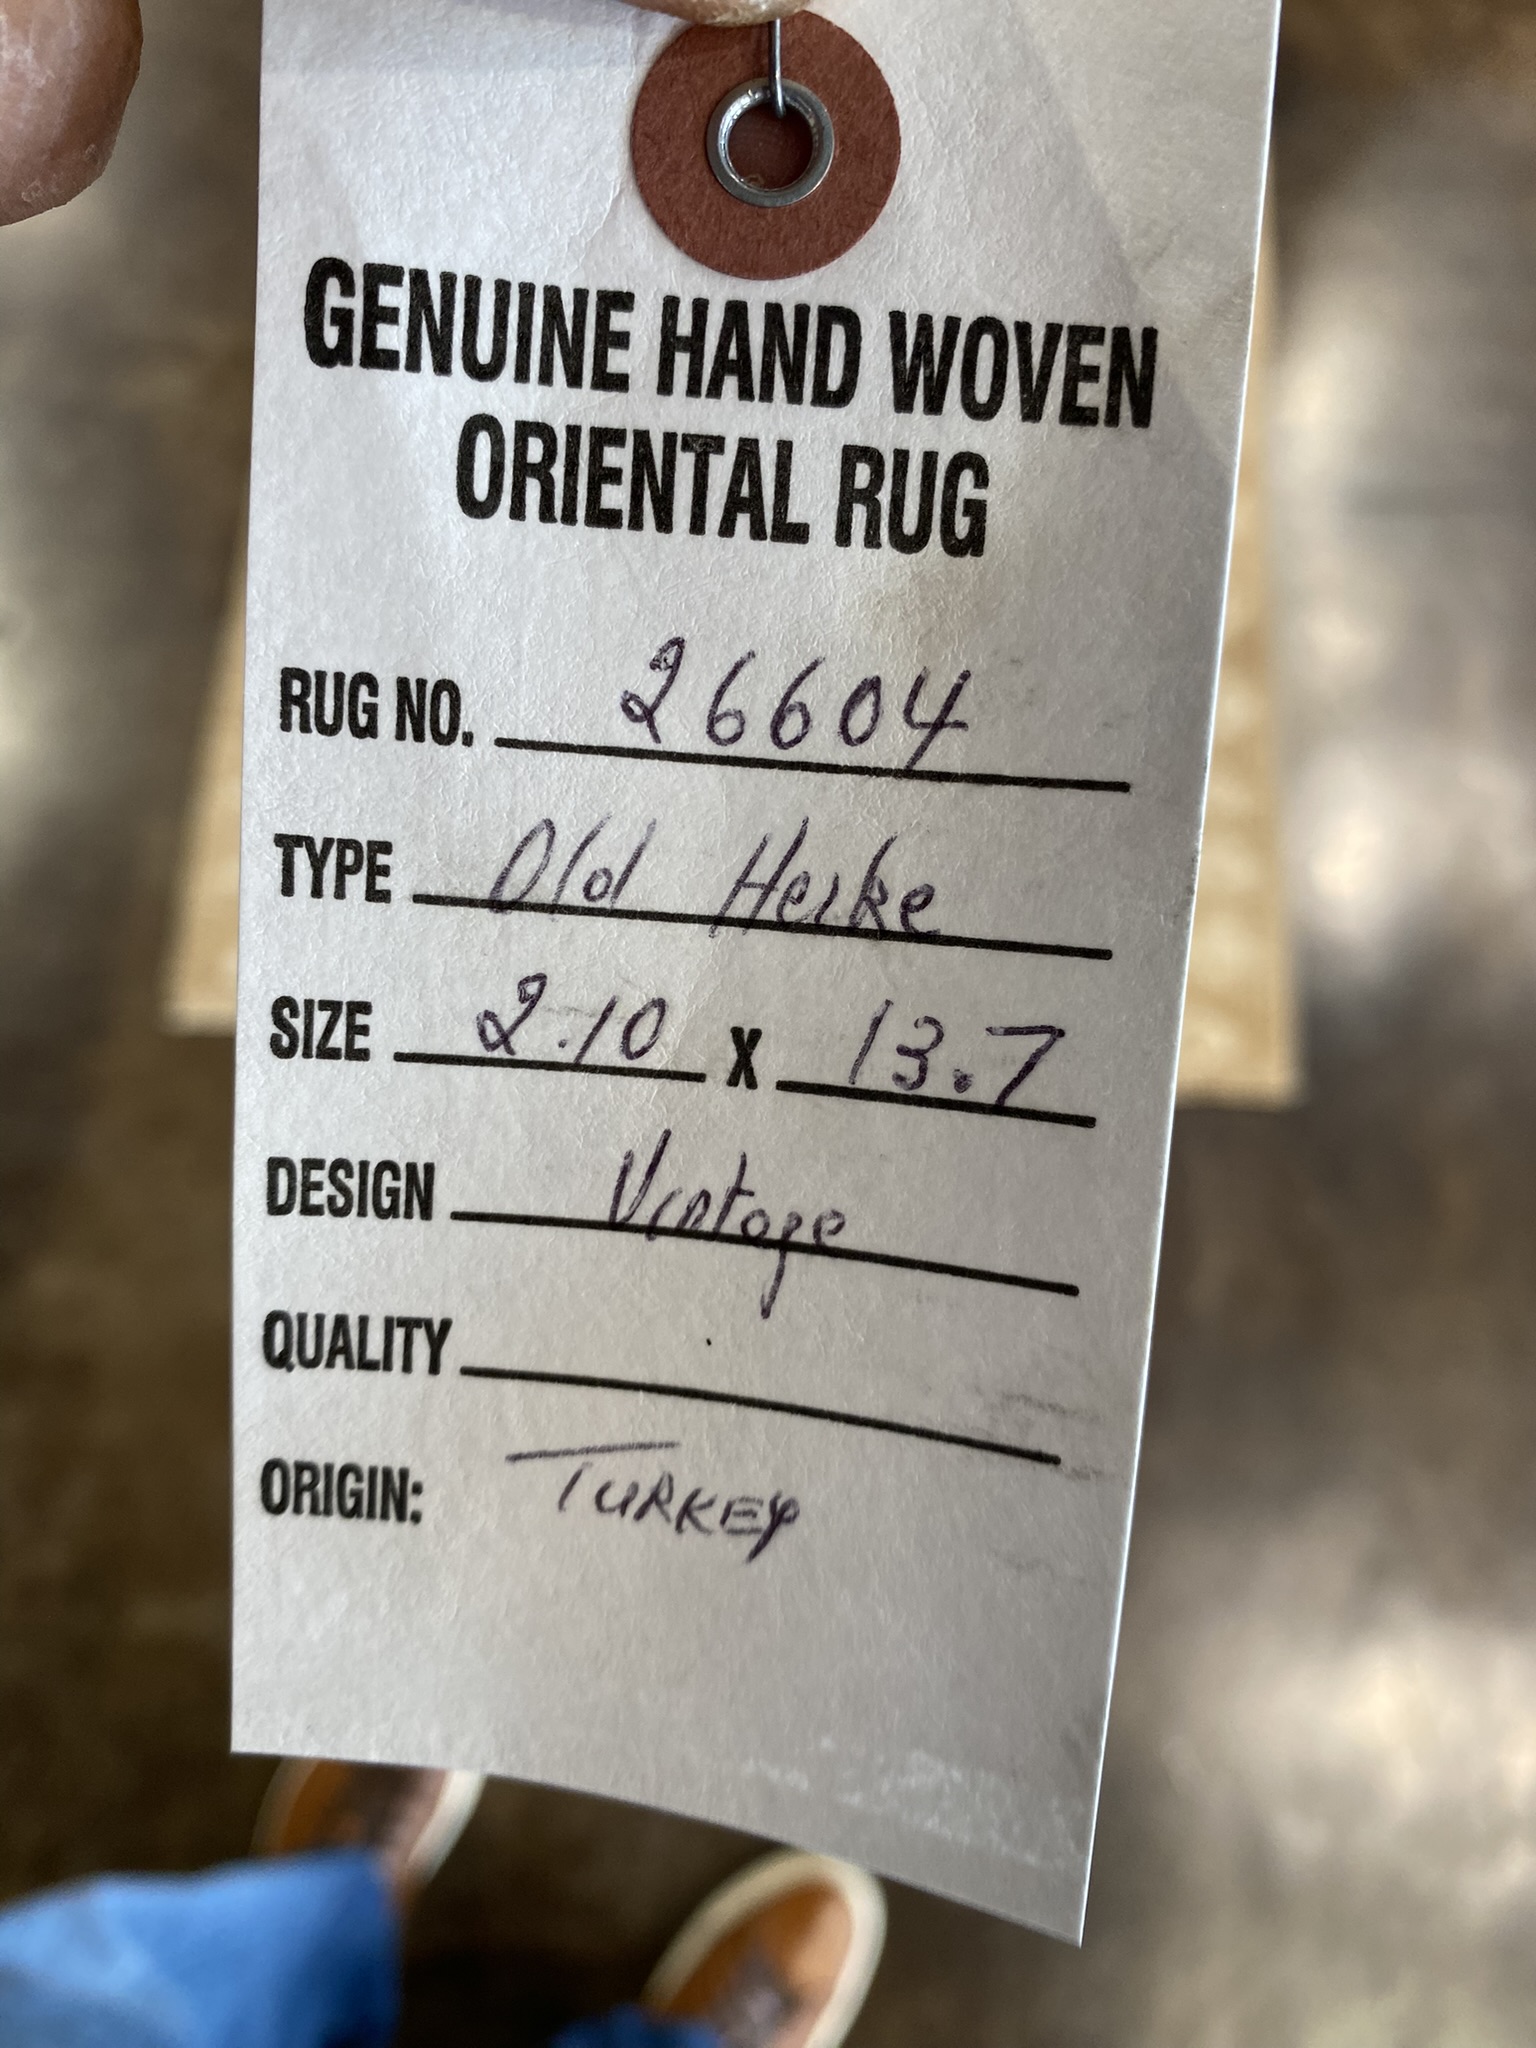 GENUINE HAND WOVEN
ORIENTAL RUG
RUG NO. 26604
TYPE Old Herke
SIZE 2.10 X 13.7
DESIGN Vintage
QUALITY
ORIGIN: TURKEY